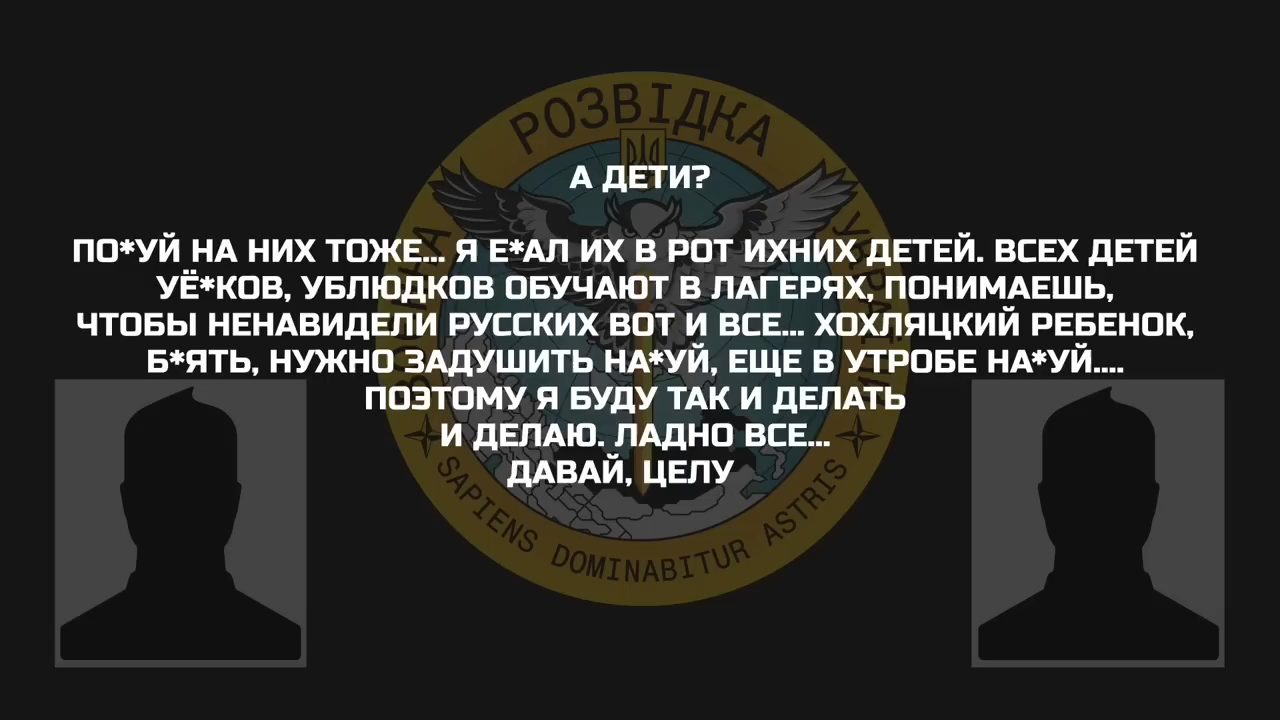 РОЗВІДКА
А ДЕТИ?
ПО*УЙ НА НИХ ТОЖЕ... Я Е*АЛ ИХ В РОТ ИХНИХ ДЕТЕЙ. ВСЕХ ДЕТЕЙ
УЁ*КОВ, УБЛЮДКОВ ОБУЧАЮТ В ЛАГЕРЯХ, ПОНИМАЕШЬ,
ЧТОБЫ НЕНАВИДЕЛИ РУССКИХ ВОТ И ВСЕ... ХОХЛЯЦКИЙ РЕБЕНОК,
Б*ЯТЬ, НУЖНО ЗАДУШИТЬ НА*УЙ, ЕЩЕ В УТРОБЕ НА*УЙ....
ПОЭТОМУ Я БУДУ ТАК И ДЕЛАТЬ
И ДЕЛАЮ. ЛАДНО ВСЕ...
ДАВАЙ, ЦЕЛУ
SAPIENS DOMINABITUR ASTRIS